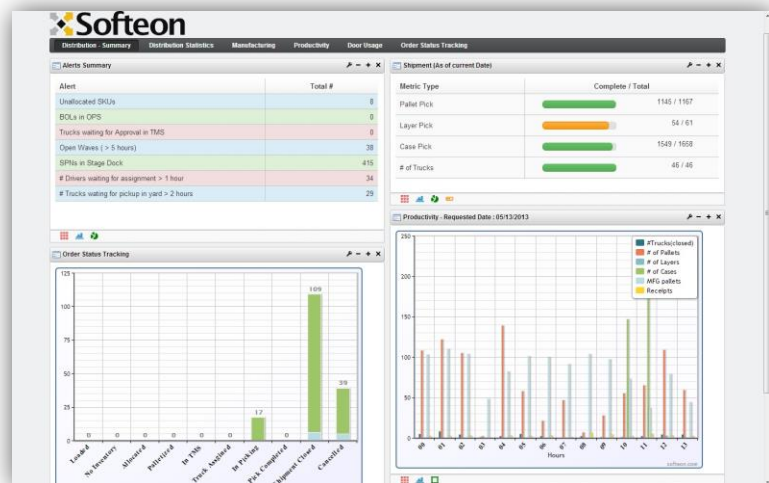 Softeon
Distribution - Summary Distribution Statistics Manufacturing Productivity Door Usage Order Status Tracking
Alerts Summary
Alert Total #
Unallocated SKUs 8
BOLs in OPS 0
Trucks waiting for Approval in TMS 0
Open Waves ( > 5 hours) 38
SPNs in Stage Dock 415
# Drivers waiting for assignment > 1 hour 34
# Trucks waiting for pickup in yard > 2 hours 29
Shipment (As of current Date)
Metric Type Complete / Total
Pallet Pick 1145 / 1167
Layer Pick 54 / 61
Case Pick 1549 / 1658
# of Trucks 46 / 46
Order Status Tracking
125
100
75
50
25
0
0 0 0 0 0 0 17 0 109 39
Loaded
No Inventory
Allocated
Palletized
In TMS
Truck Assgined
In Picking
Pick Completed
Shipment Closed
Cancelled
Productivity - Requested Date : 05/13/2013
250
200
150
100
50
0
#Trucks(closed)
# of Pallets
# of Layers
# of Cases
MFG pallets
Receipts
00 01 02 03 04 05 06 07 08 09 10 11 12 13
Hours
softeon.com